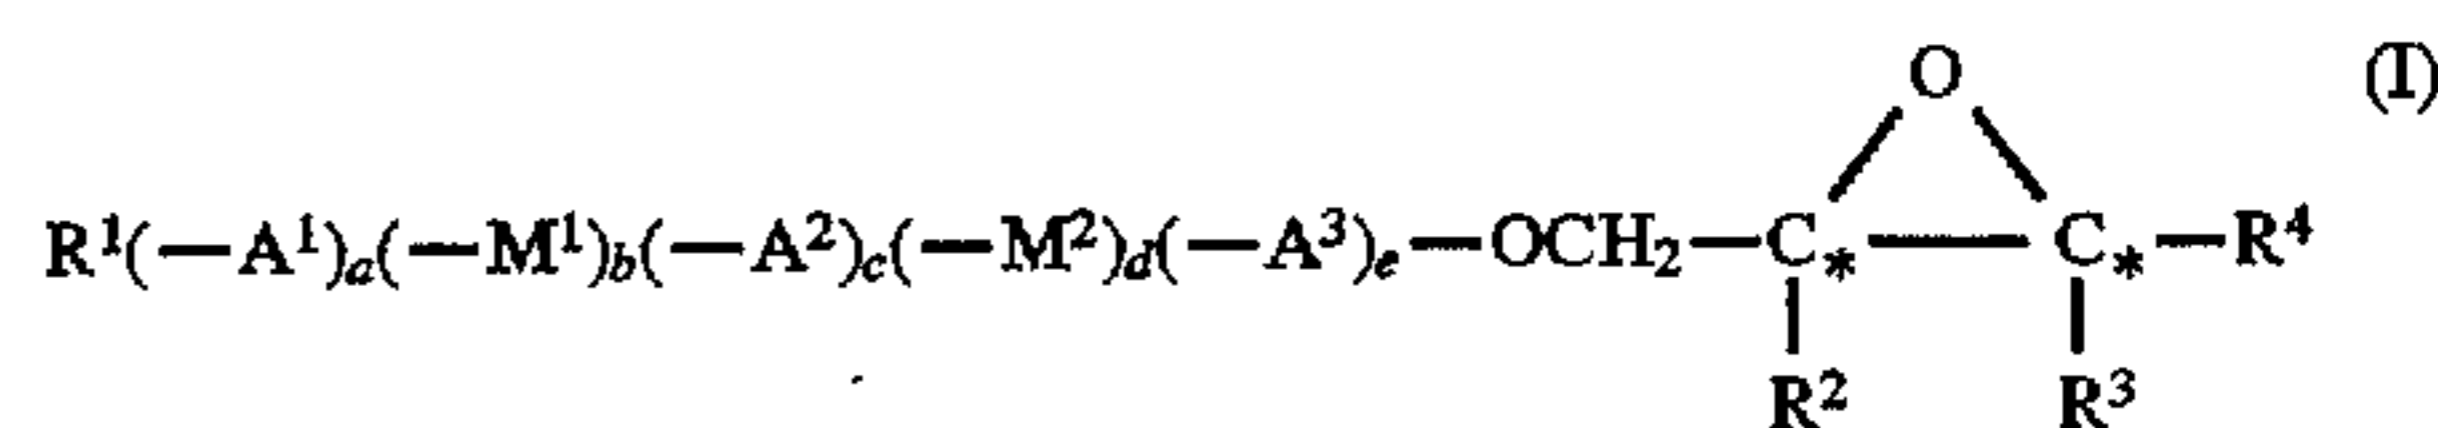 O (I)
R¹(—A¹)ₐ(—M¹)b(—A²)c(—M²)d(—A³)e—OCH₂—C*——C*—R⁴
R² R³